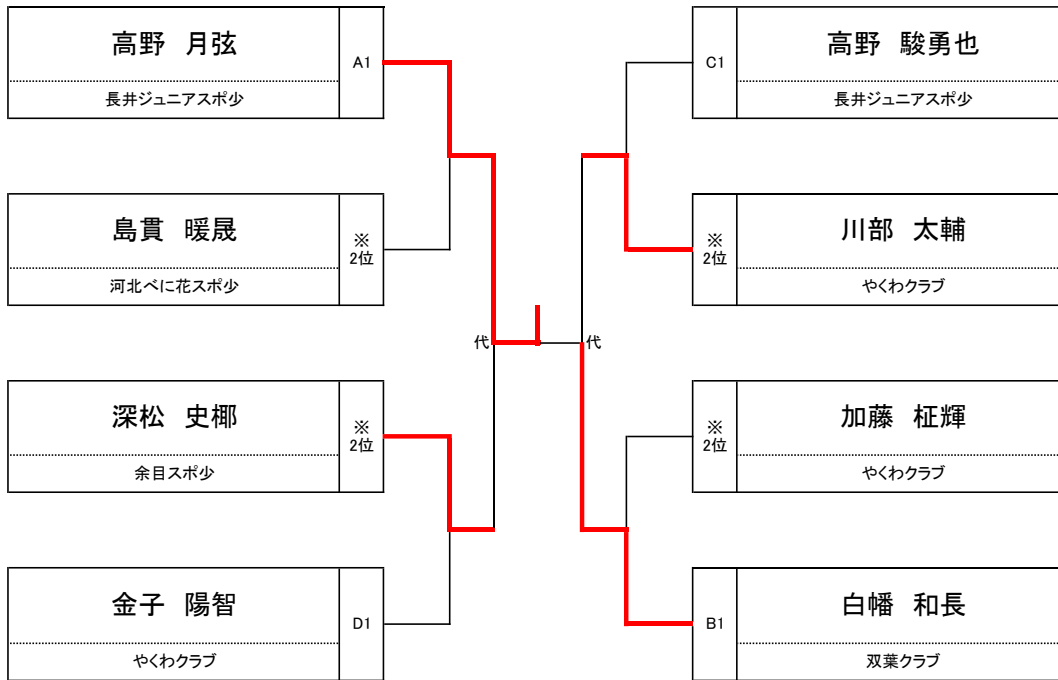 高野 月弦
A1
長井ジュニアスポ少
島貫 暖晟
※
2位
河北べに花スポ少
深松 史椰
※
2位
余目スポ少
金子 陽智
D1
やくわクラブ
代
代
高野 駿勇也
C1
長井ジュニアスポ少
川部 太輔
※
2位
やくわクラブ
加藤 柾輝
※
2位
やくわクラブ
白幡 和長
B1
双葉クラブ